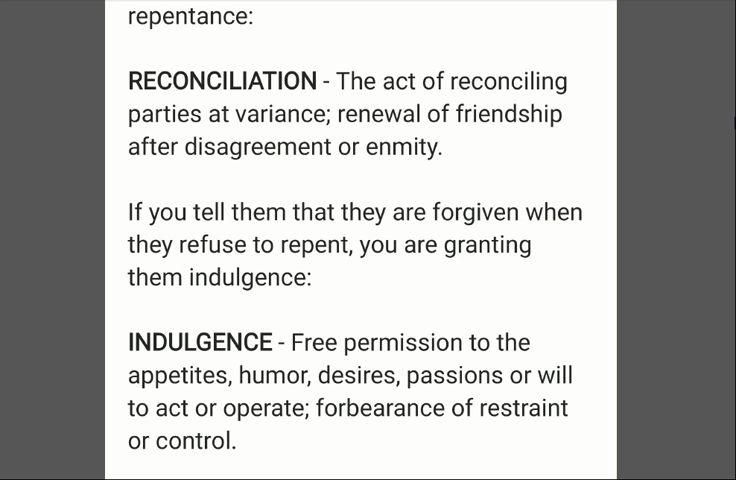 repentance:
RECONCILIATION - The act of reconciling
parties at variance; renewal of friendship
after disagreement or enmity.
If you tell them that they are forgiven when
they refuse to repent, you are granting
them indulgence:
INDULGENCE - Free permission to the
appetites, humor, desires, passions or will
to act or operate; forbearance of restraint
or control.